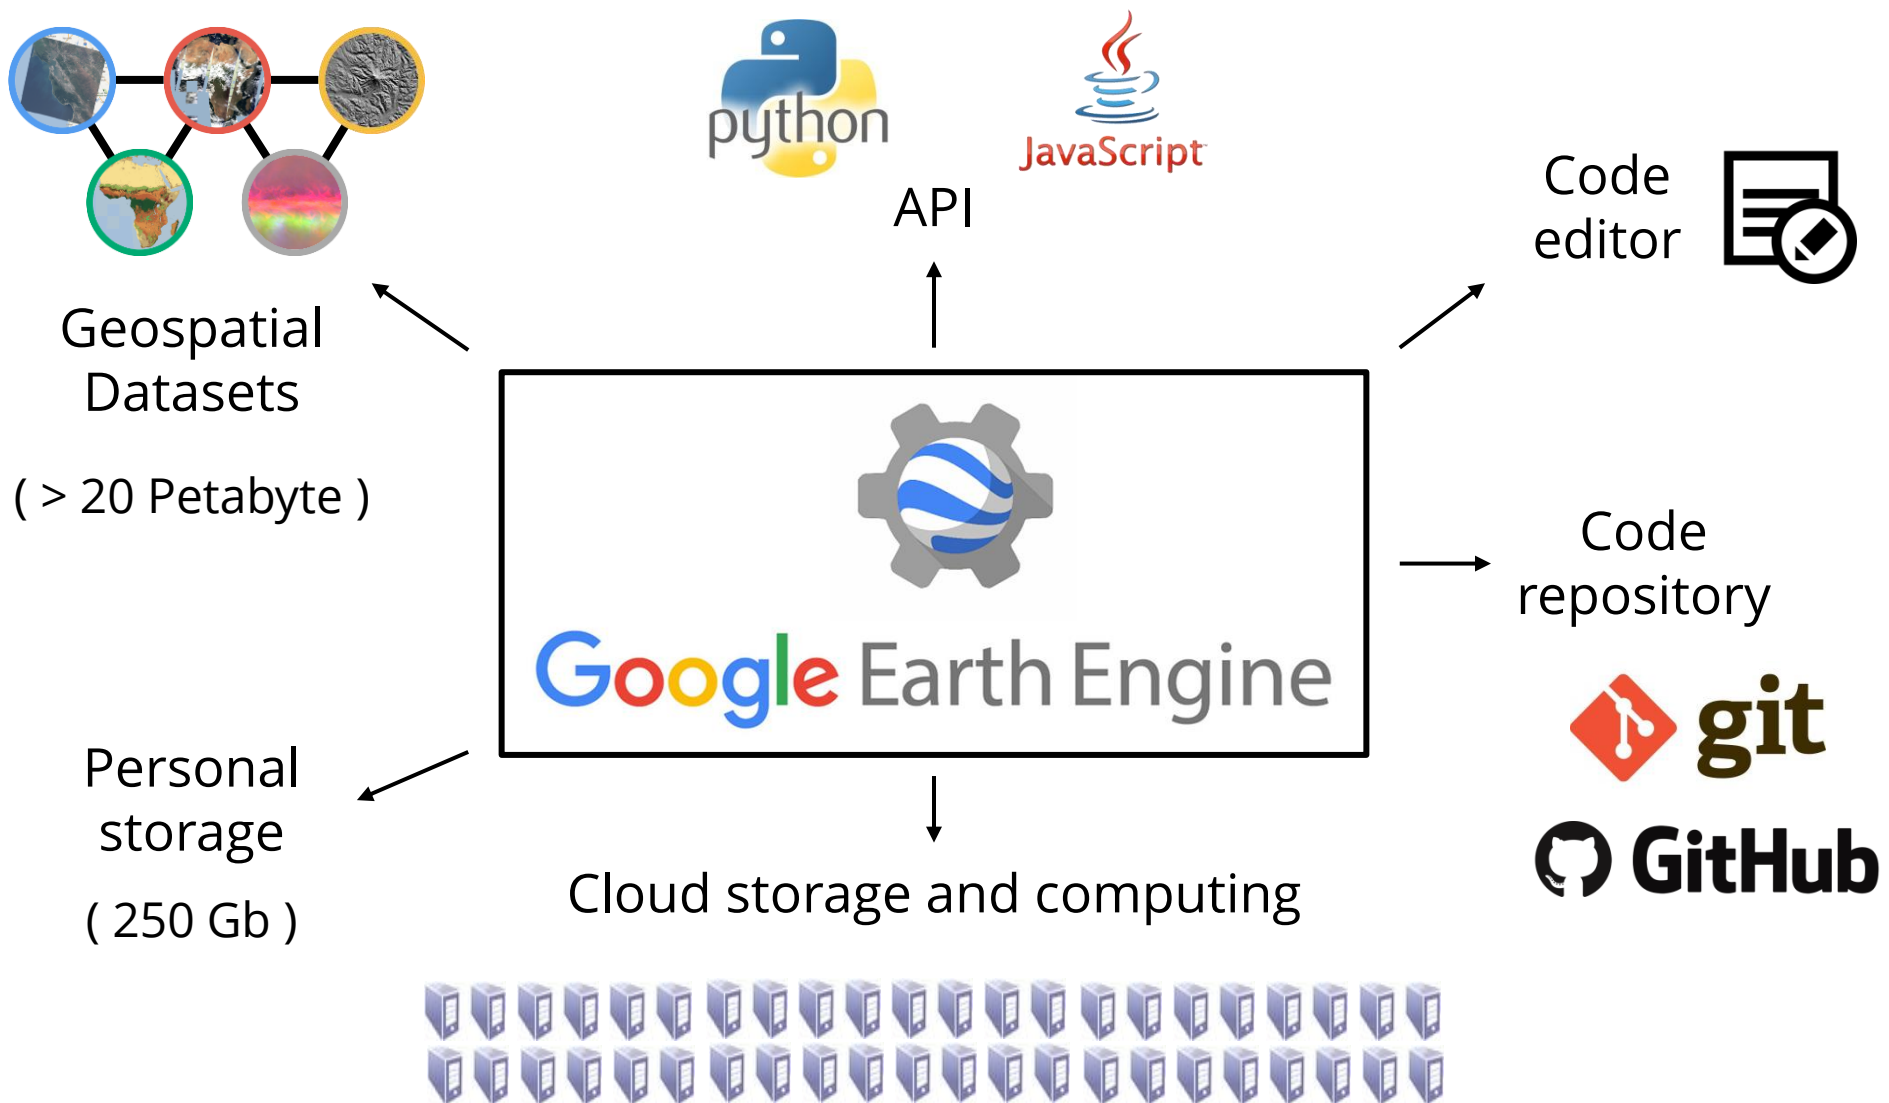 python
JavaScript
API
Code
editor
Geospatial
Datasets
( > 20 Petabyte )
Google Earth Engine
Code
repository
git
GitHub
Personal
storage
( 250 Gb )
Cloud storage and computing